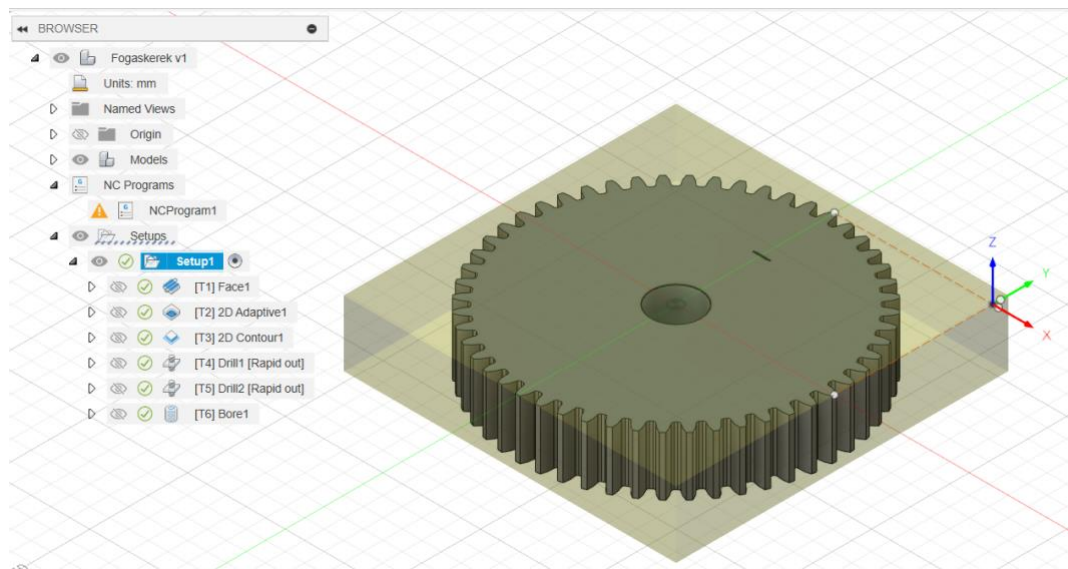 BROWSER
Fogaskerek v1
Units: mm
Named Views
Origin
Models
NC Programs
G
NCProgram1
Setups
Setup1
[T1] Face1
[T2] 2D Adaptive1
[T3] 2D Contour1
[T4] Drill1 [Rapid out]
[T5] Drill2 [Rapid out]
[T6] Bore1
Z
Y
X